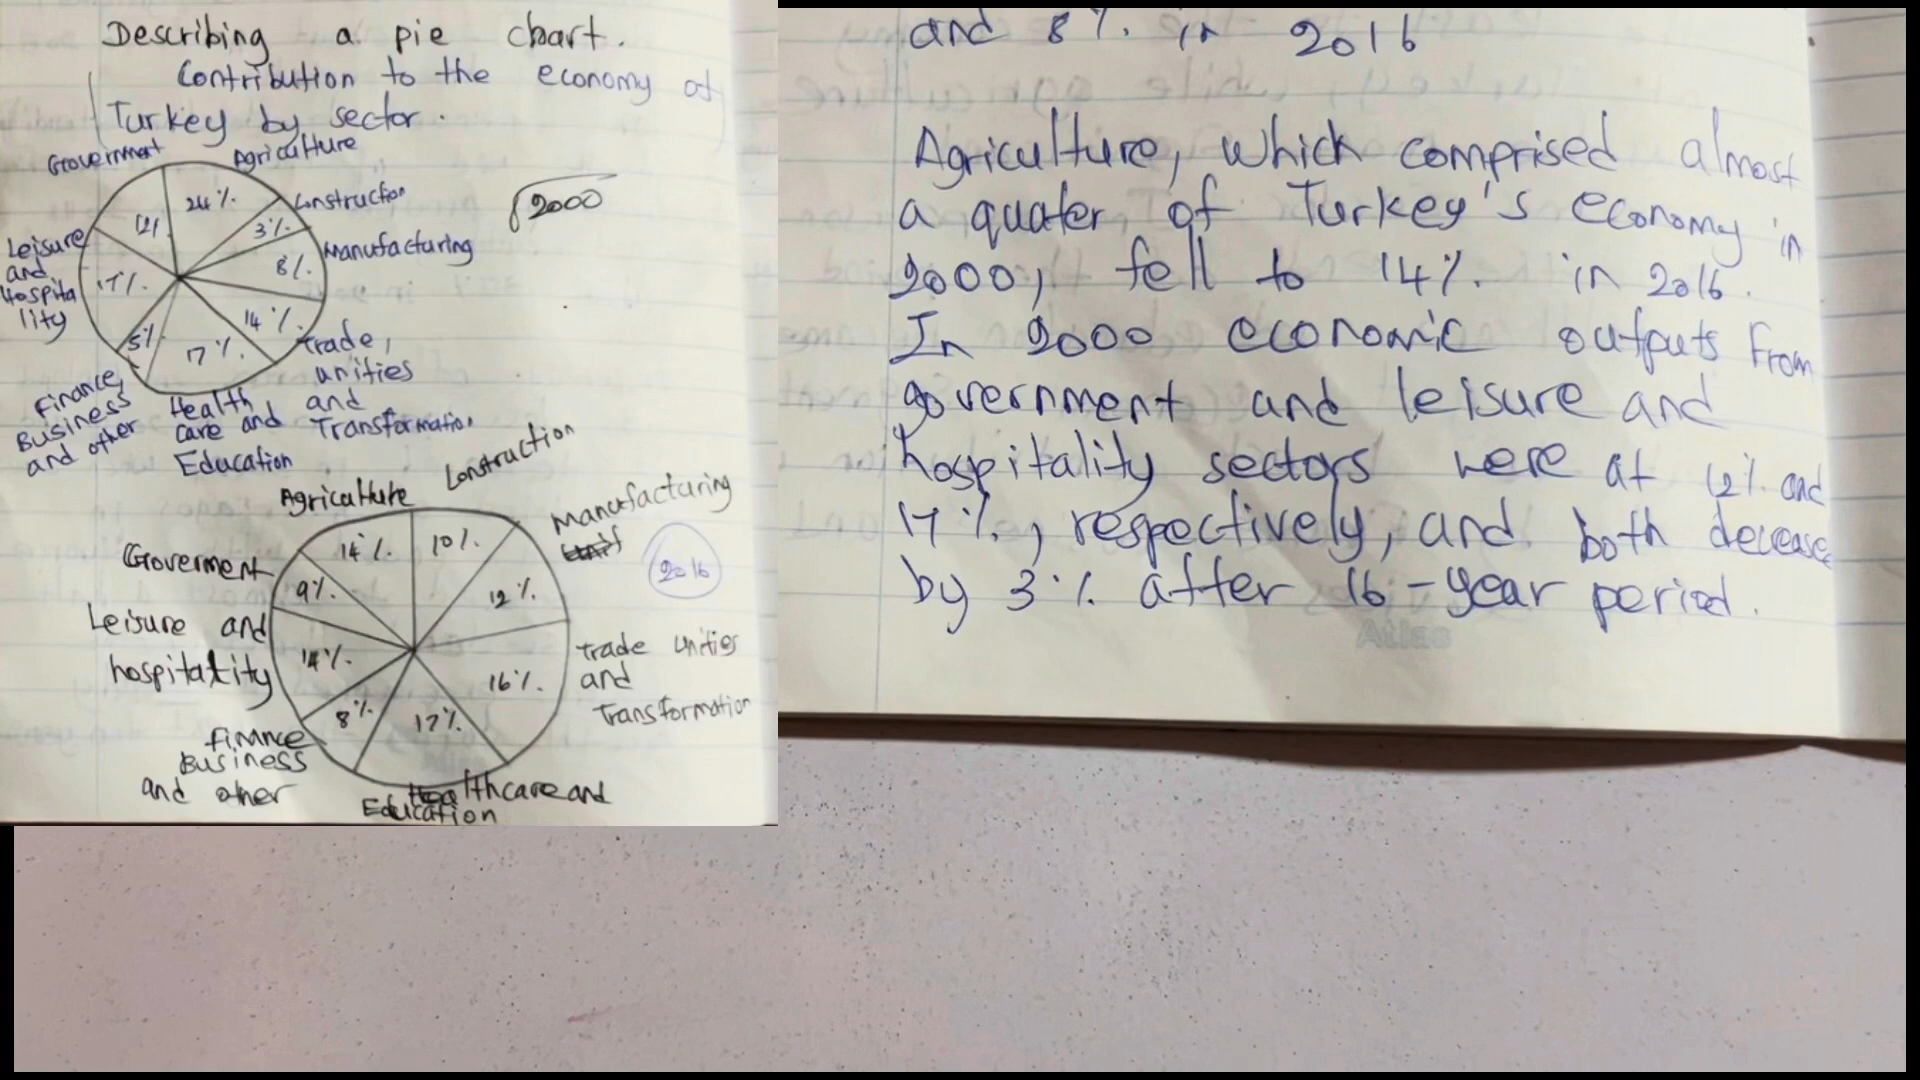 Describing a pie chart.
Contribution to the economy of
Turkey by sector.
Government
Agriculture
Construction
Manufacturing
Trade,
unities
and
Transformation
Health
care and
Education
Finance,
Business
and other
Leisure
and
Hospita
lity
24%.
3%.
8%.
14%.
17%.
5%.
17%.
12%
2000
Agriculture
Construction
Manufacturing
Trade unities
and
Transformation
Healthcare and
Education
finance
Business
and other
Leisure and
hospitality
Goverment
14%.
10%.
12%.
16%.
17%.
8%.
14%.
9%.
2016
and 8%. in 2016
Agriculture, which comprised almost
a quater of Turkey's economy in
2000, fell to 14%. in 2016.
In 2000 economic outputs from
government and leisure and
hospitality sectors were at 12%. and
17%., respectively, and both decrease
by 3%. after 16-year period.
Atlas